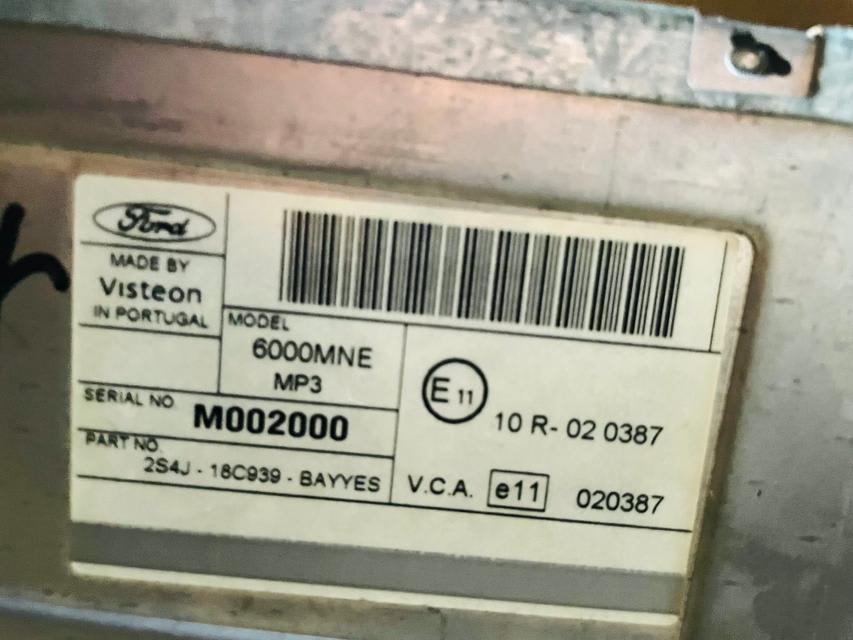 Ford
MADE BY
Visteon
IN PORTUGAL
MODEL
6000MNE
MP3
SERIAL NO.
M002000
PART NO.
2S4J - 18C939 - BAYYES
E 11
10 R- 02 0387
V.C.A. e11 020387